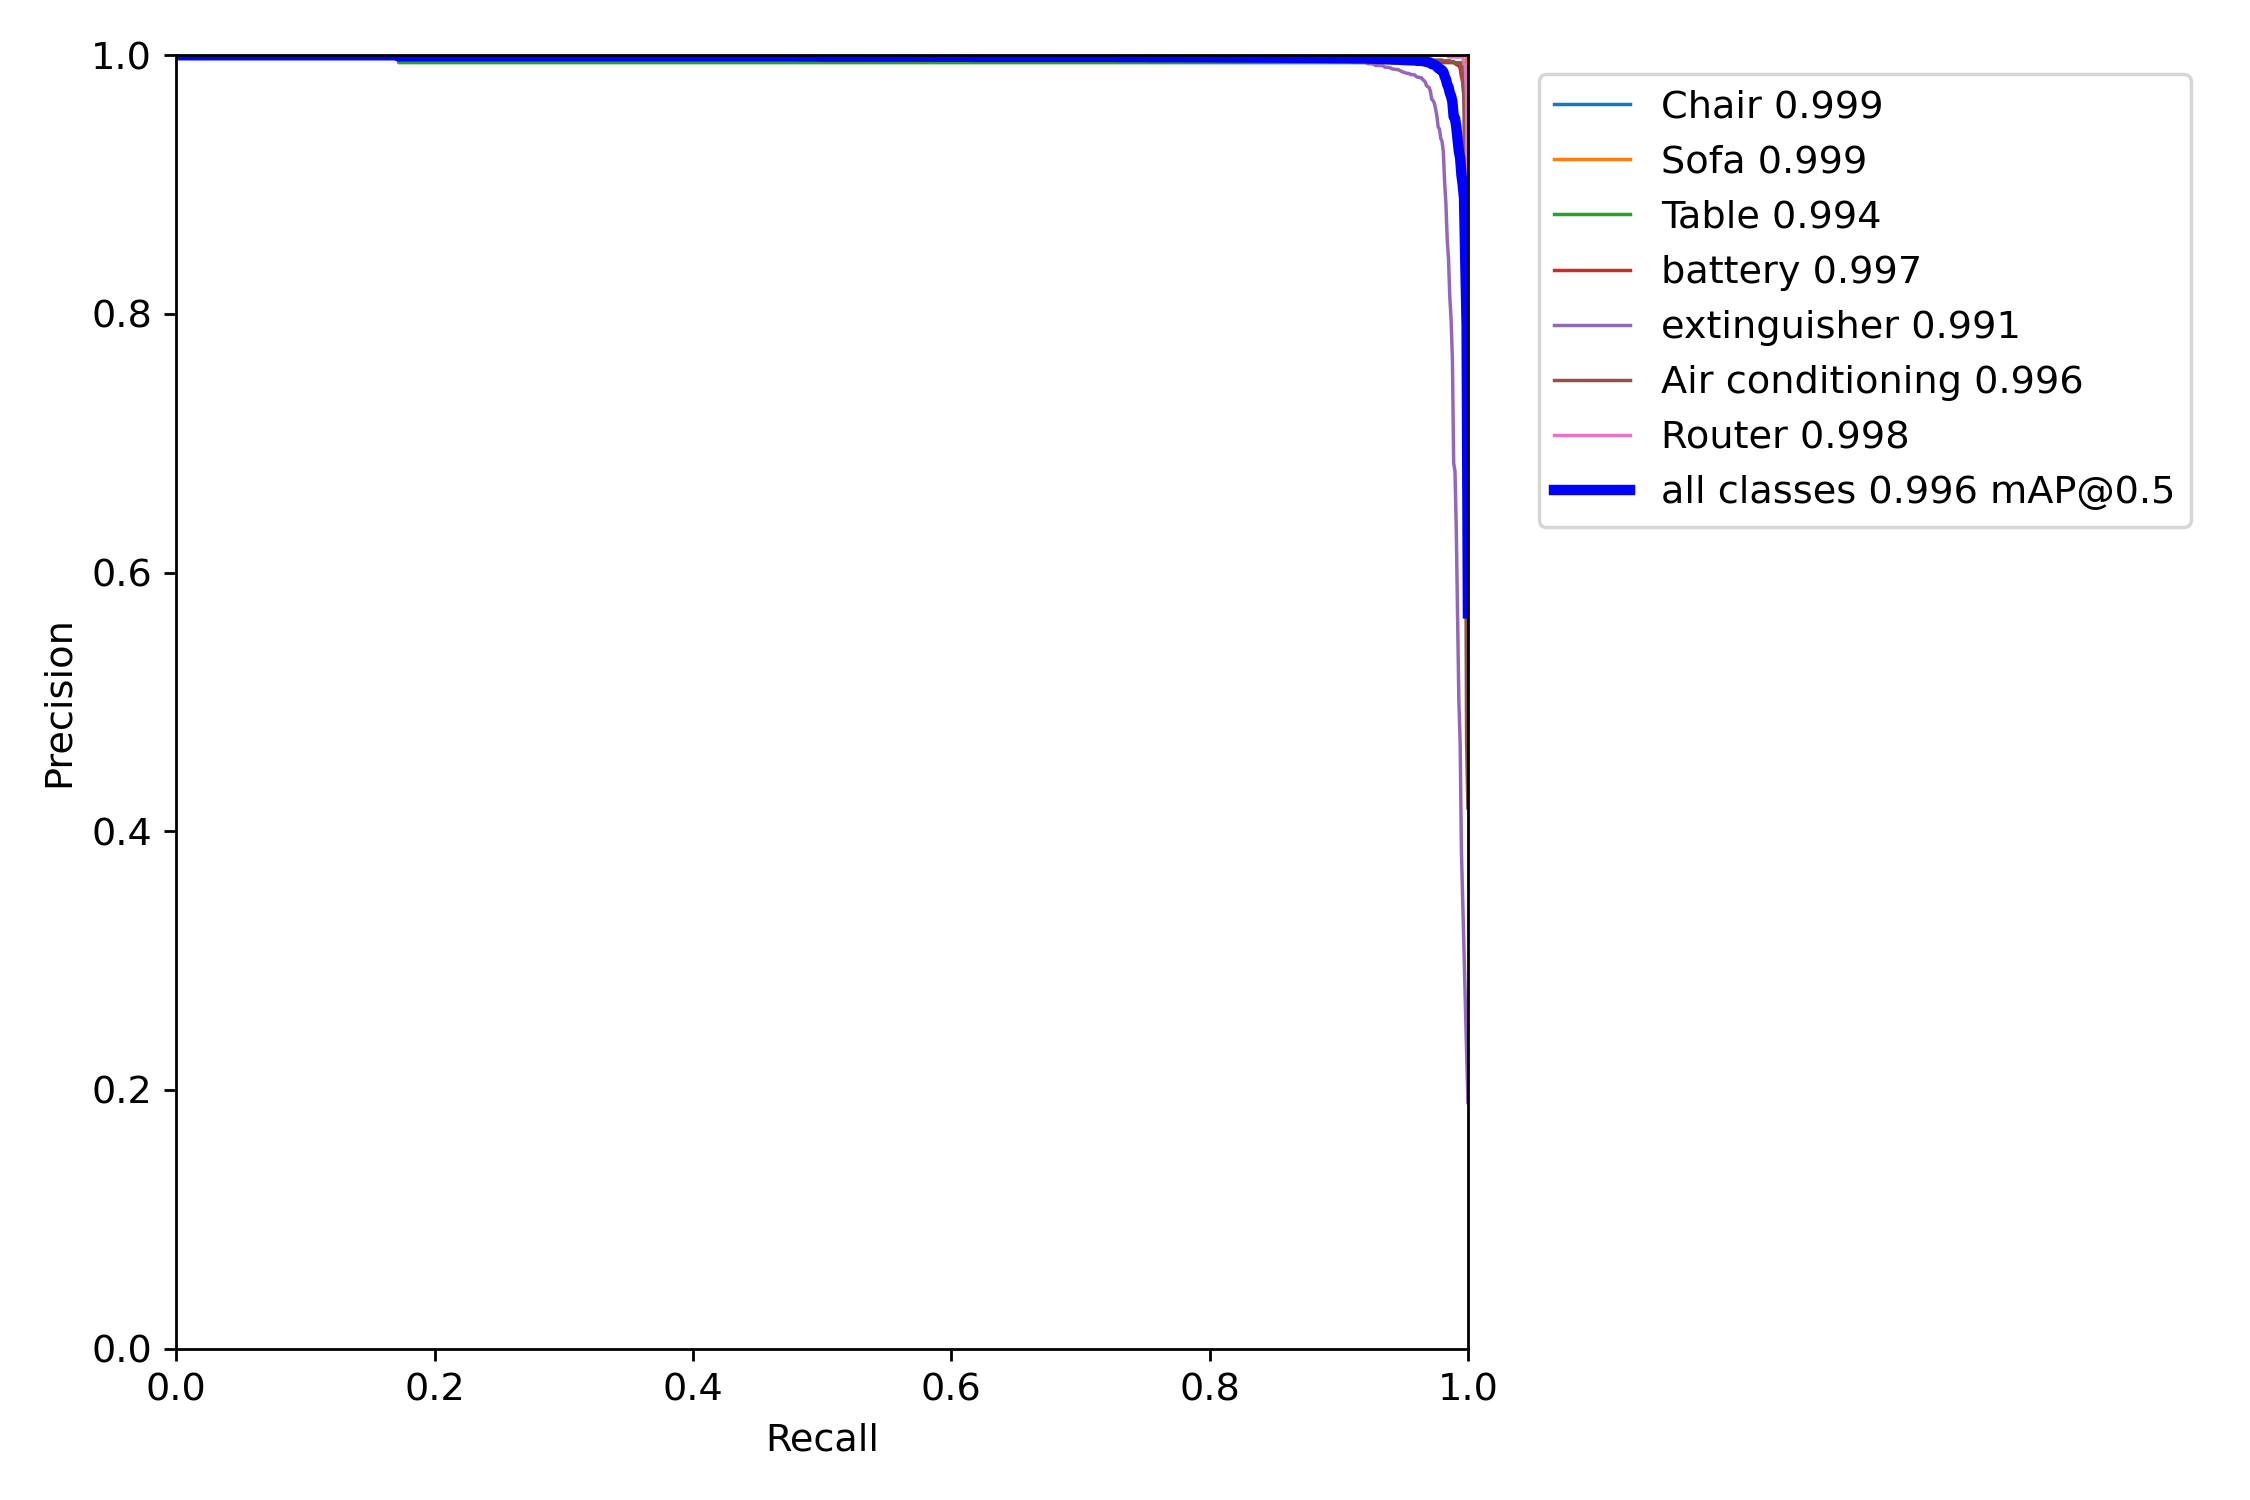 1.0
0.8
0.6
0.4
0.2
0.0
Precision
0.0 0.2 0.4 0.6 0.8 1.0
Recall
Chair 0.999
Sofa 0.999
Table 0.994
battery 0.997
extinguisher 0.991
Air conditioning 0.996
Router 0.998
all classes 0.996 mAP@0.5